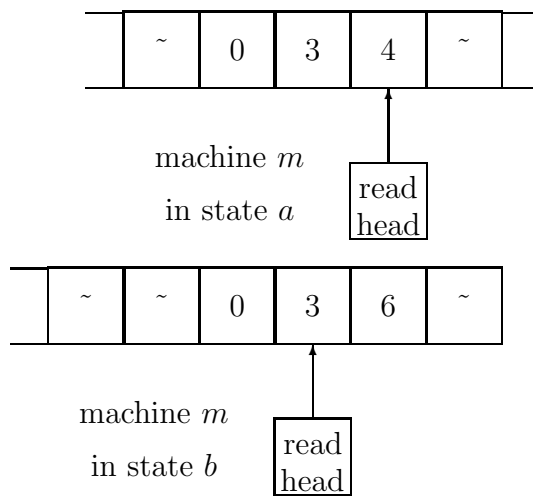 ~ 0 3 4 ~
machine m
in state a
read
head
~ ~ 0 3 6 ~
machine m
in state b
read
head